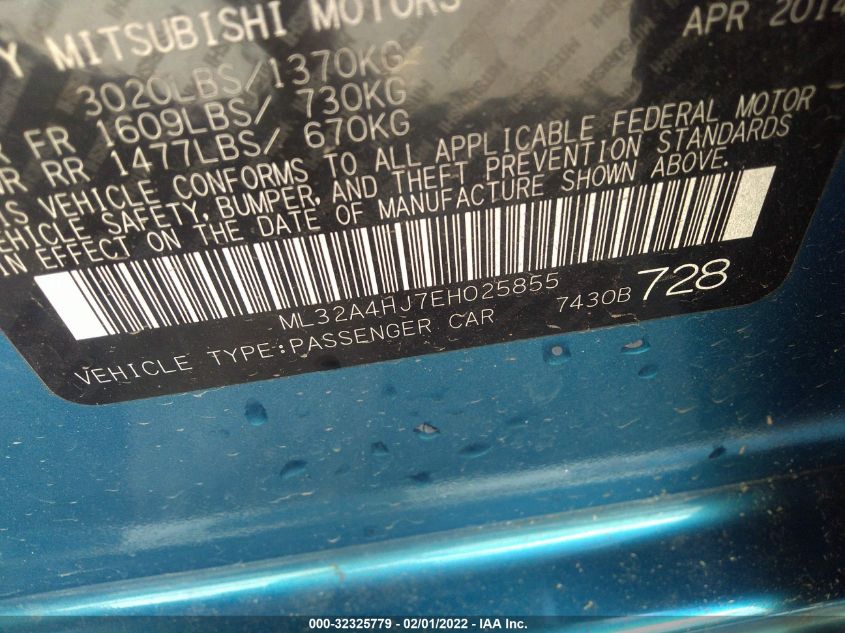 MITSUBISHI MOTORS APR 2014
3020LBS/1370KG
FR 1609LBS/ 730KG
RR 1477LBS/ 670KG
VEHICLE CONFORMS TO ALL APPLICABLE FEDERAL MOTOR
VEHICLE SAFETY, BUMPER, AND THEFT PREVENTION STANDARDS
IN EFFECT ON THE DATE OF MANUFACTURE SHOWN ABOVE.
ML32A4HJ7EH025855 7430B 728
VEHICLE TYPE:PASSENGER CAR
000-32325779 - 02/01/2022 - IAA Inc.